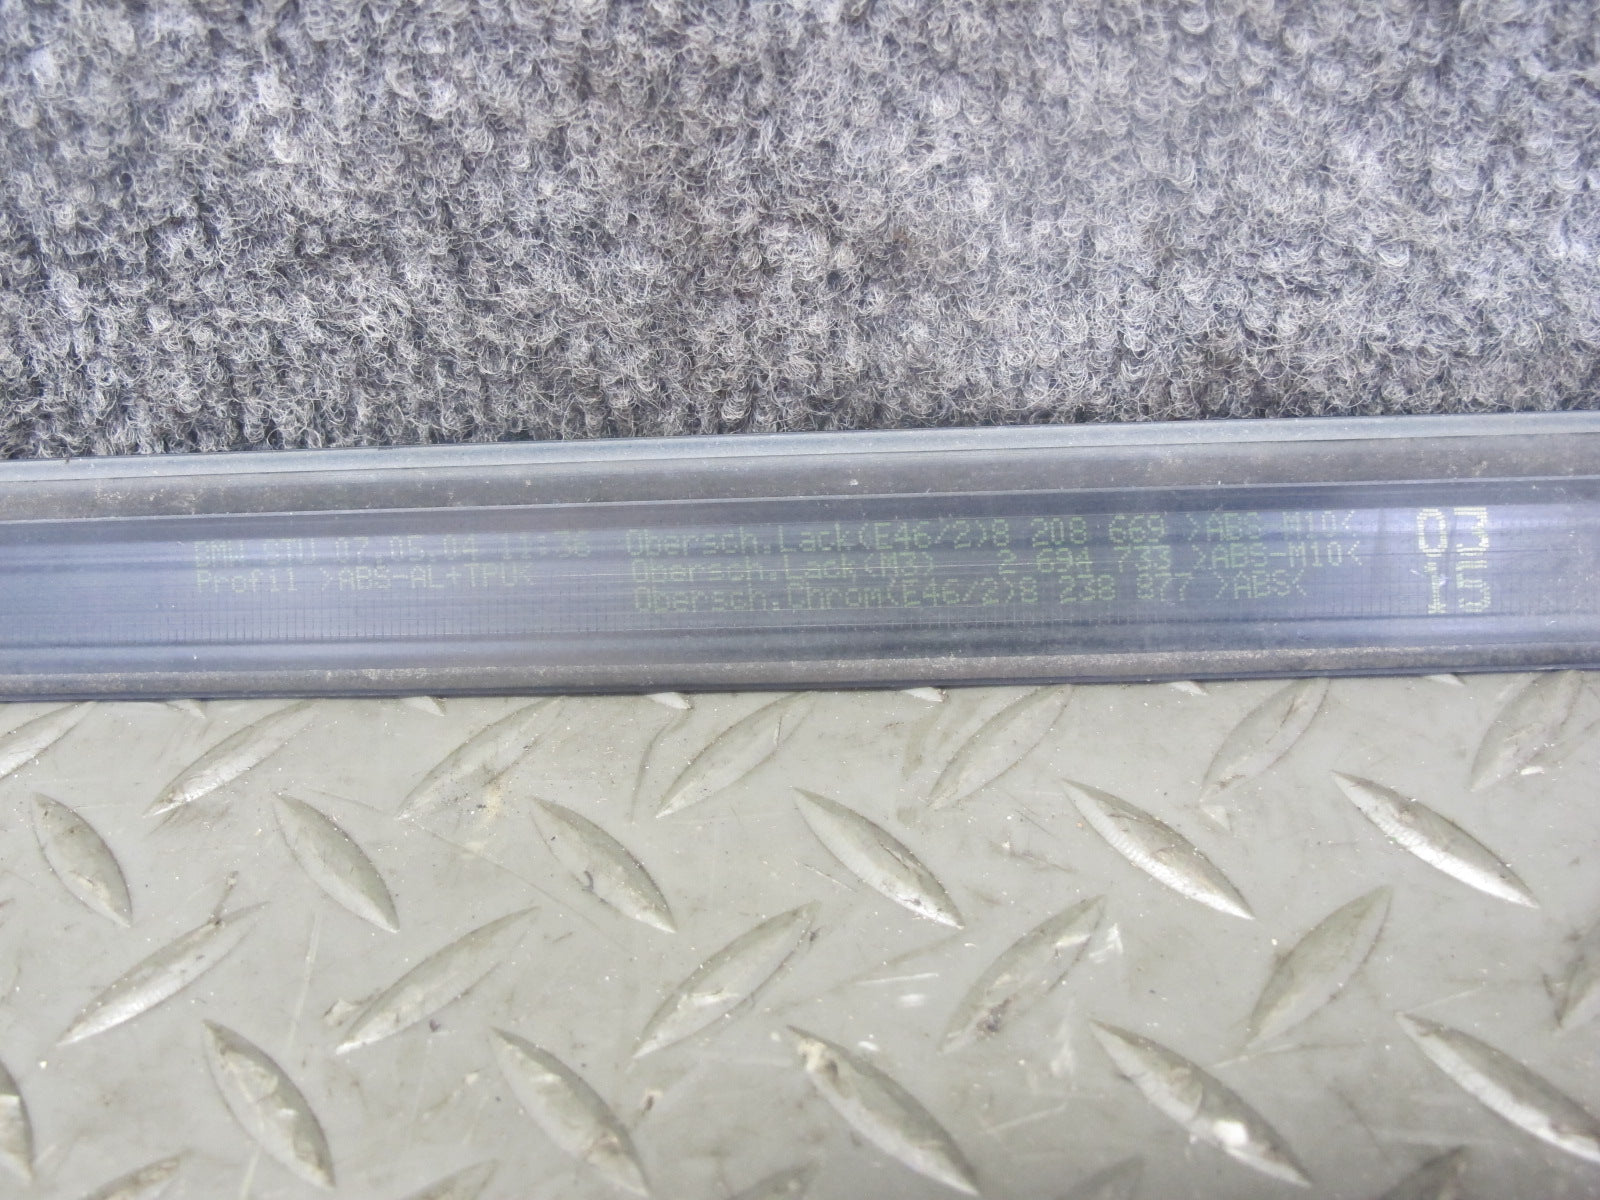 BMW GNU 07.05.04 11:36 Obersch.Lack(E46/2)8 208 669 >ABS-M10<
Profil >ABS-AL+TPU< Obersch.Lack(M3) 2 694 733 >ABS-M10<
Obersch.Chrom(E46/2)8 238 877 >ABS<
03
15